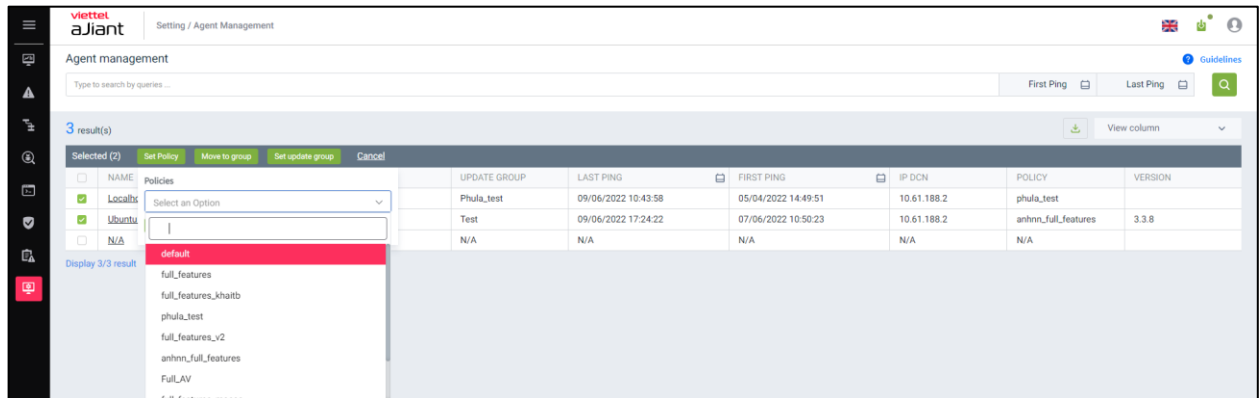 viettel
aJiant
Setting / Agent Management
Agent management
Guidelines
Type to search by queries ...
First Ping
Last Ping
3 result(s)
View column
Selected (2) Set Policy Move to group Set update group Cancel
NAME UPDATE GROUP LAST PING FIRST PING IP DCN POLICY VERSION
Policies
Localho Phula_test 09/06/2022 10:43:58 05/04/2022 14:49:51 10.61.188.2 phula_test
Select an Option
Ubuntu Test 09/06/2022 17:24:22 07/06/2022 10:50:23 10.61.188.2 anhnn_full_features 3.3.8
N/A N/A N/A N/A N/A N/A
default
Display 3/3 result
full_features
full_features_khaitb
phula_test
full_features_v2
anhnn_full_features
Full_AV